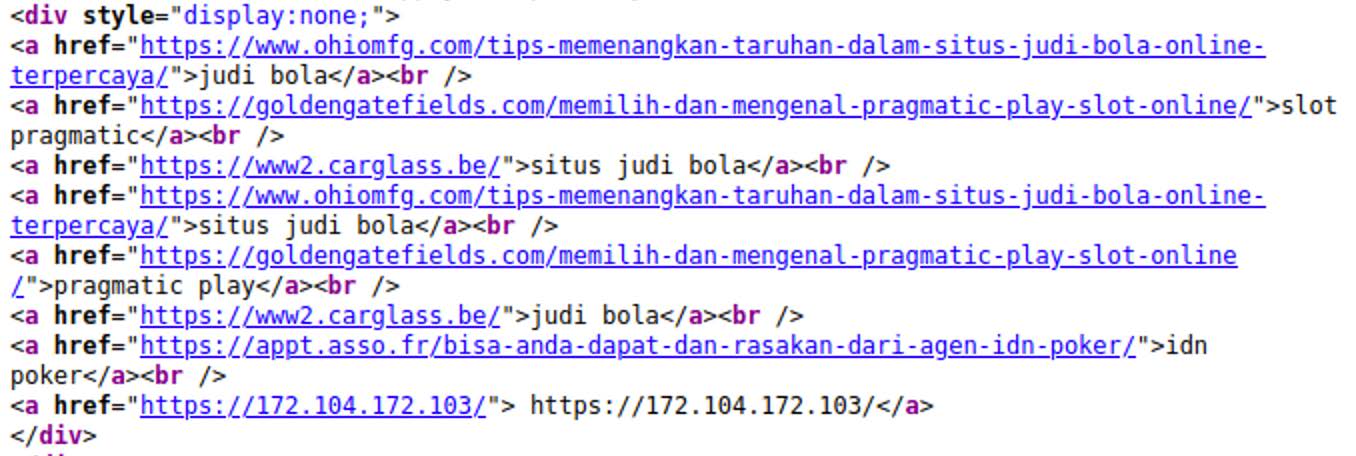 <div style="display:none;">
<a href="https://www.ohiomfg.com/tips-memenangkan-taruhan-dalam-situs-judi-bola-online-
terpercaya/">judi bola</a><br />
<a href="https://goldengatefields.com/memilih-dan-mengenal-pragmatic-play-slot-online/">slot
pragmatic</a><br />
<a href="https://www2.carglass.be/">situs judi bola</a><br />
<a href="https://www.ohiomfg.com/tips-memenangkan-taruhan-dalam-situs-judi-bola-online-
terpercaya/">situs judi bola</a><br />
<a href="https://goldengatefields.com/memilih-dan-mengenal-pragmatic-play-slot-online
/">pragmatic play</a><br />
<a href="https://www2.carglass.be/">judi bola</a><br />
<a href="https://appt.asso.fr/bisa-anda-dapat-dan-rasakan-dari-agen-idn-poker/">idn
poker</a><br />
<a href="https://172.104.172.103/"> https://172.104.172.103/</a>
</div>